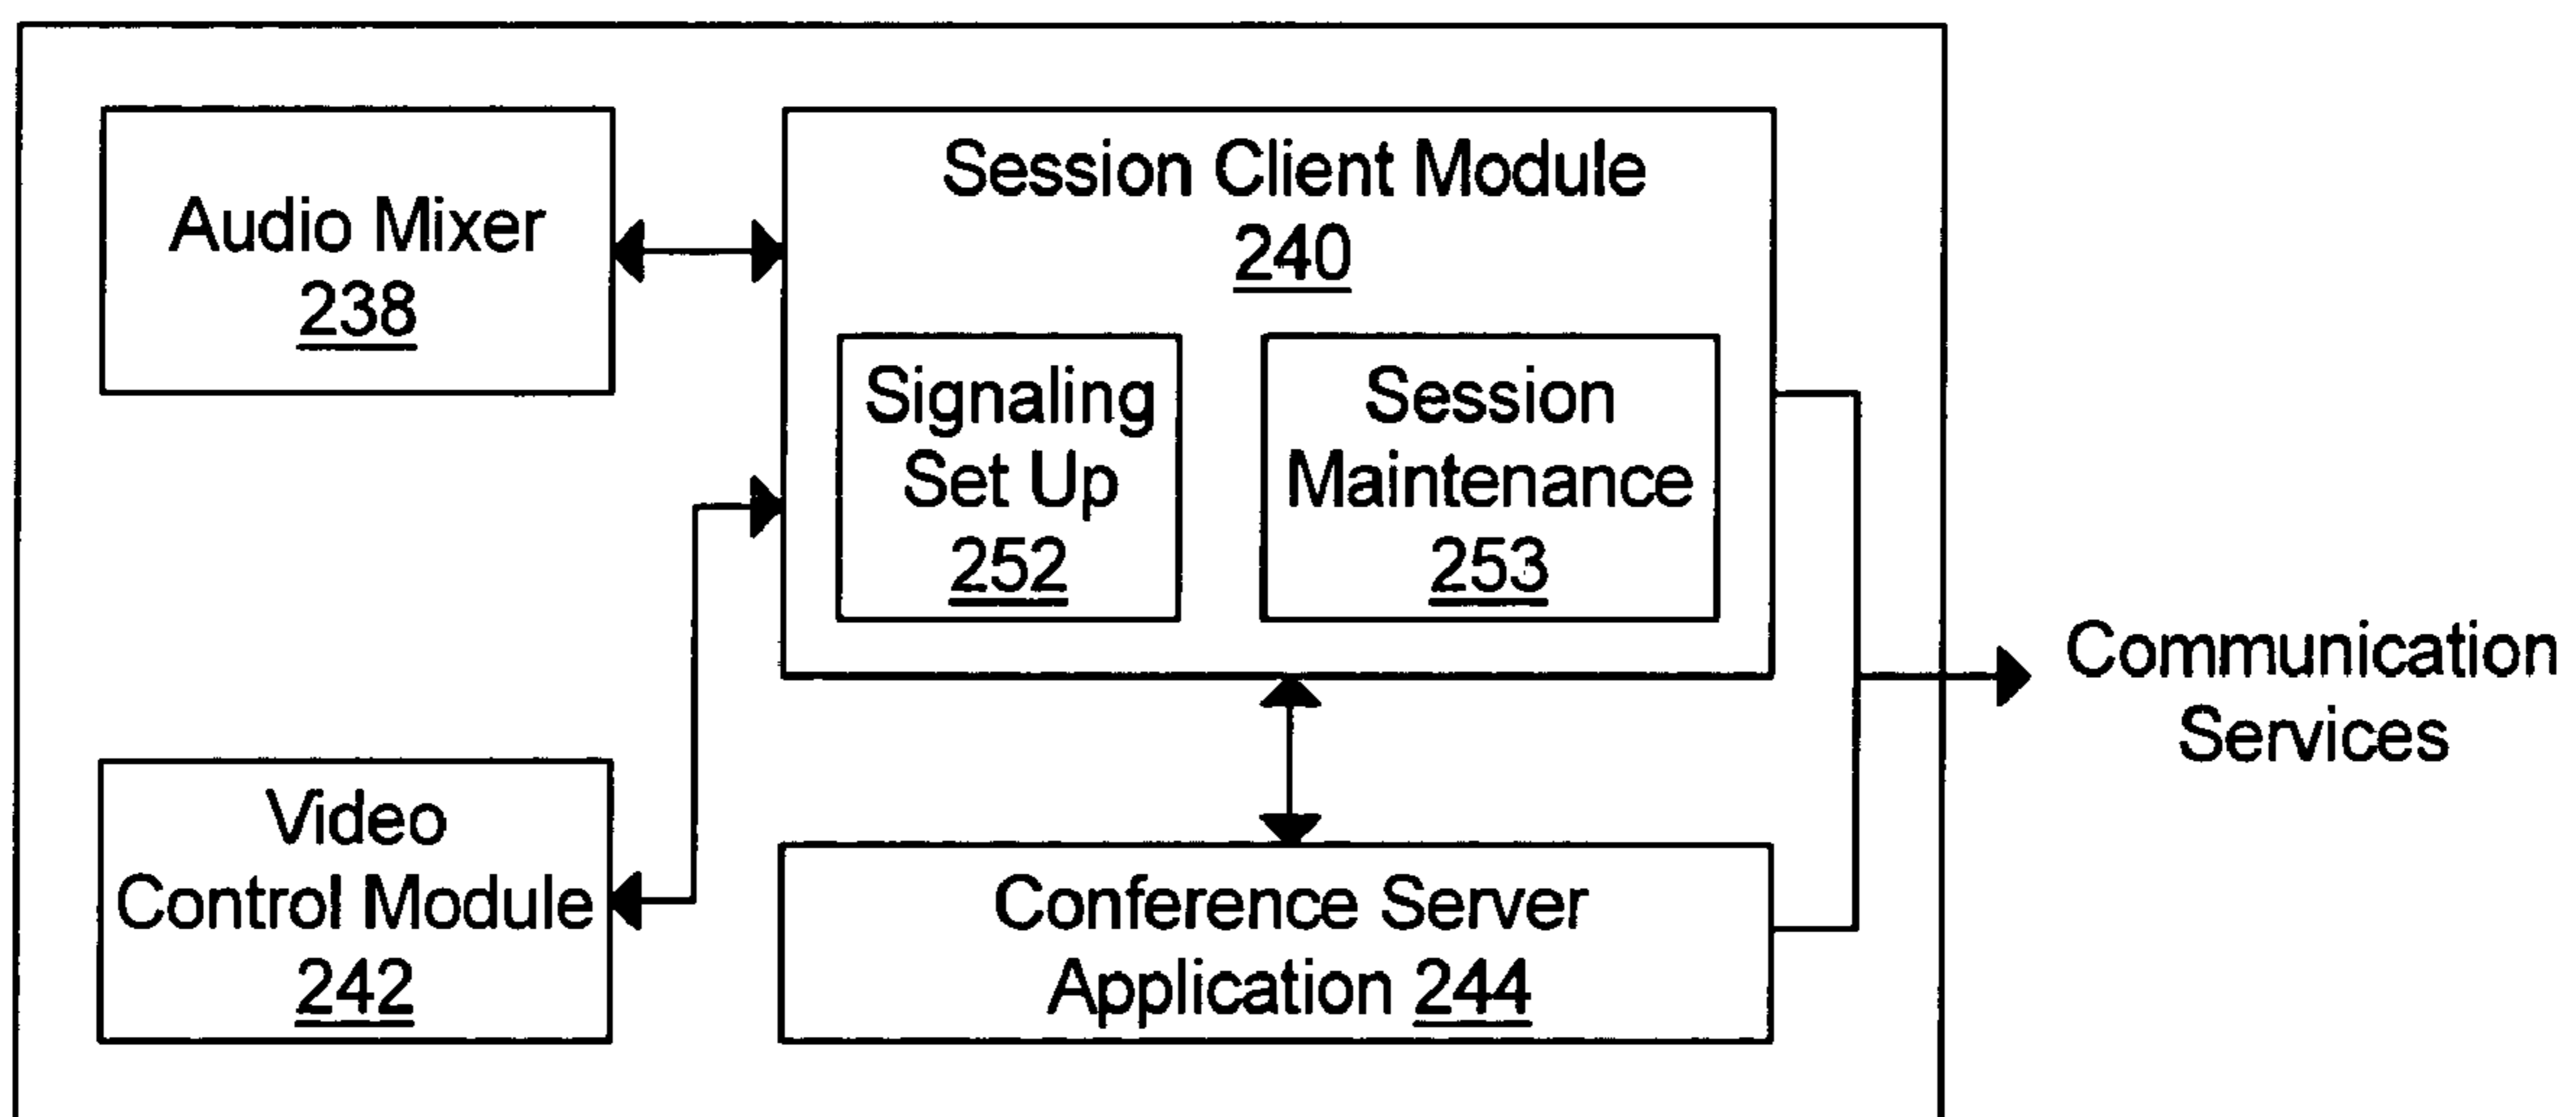 Audio Mixer
238
Session Client Module
240
Signaling
Set Up
252
Session
Maintenance
253
Video
Control Module
242
Conference Server
Application 244
Communication
Services